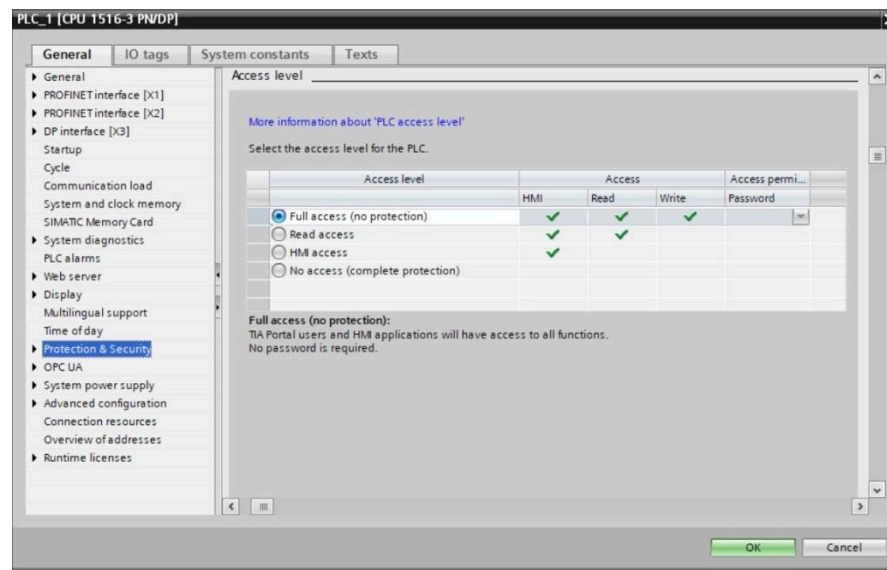 PLC_1 [CPU 1516-3 PN/DP]
General IO tags System constants Texts
General
PROFINET interface [X1]
PROFINET interface [X2]
DP interface [X3]
Startup
Cycle
Communication load
System and clock memory
SIMATIC Memory Card
System diagnostics
PLC alarms
Web server
Display
Multilingual support
Time of day
Protection & Security
OPC UA
System power supply
Advanced configuration
Connection resources
Overview of addresses
Runtime licenses
Access level
More information about 'PLC access level'
Select the access level for the PLC.
Access level Access Access permi...
HMI Read Write Password
Full access (no protection)
Read access
HMI access
No access (complete protection)
Full access (no protection):
TIA Portal users and HMI applications will have access to all functions.
No password is required.
OK Cancel